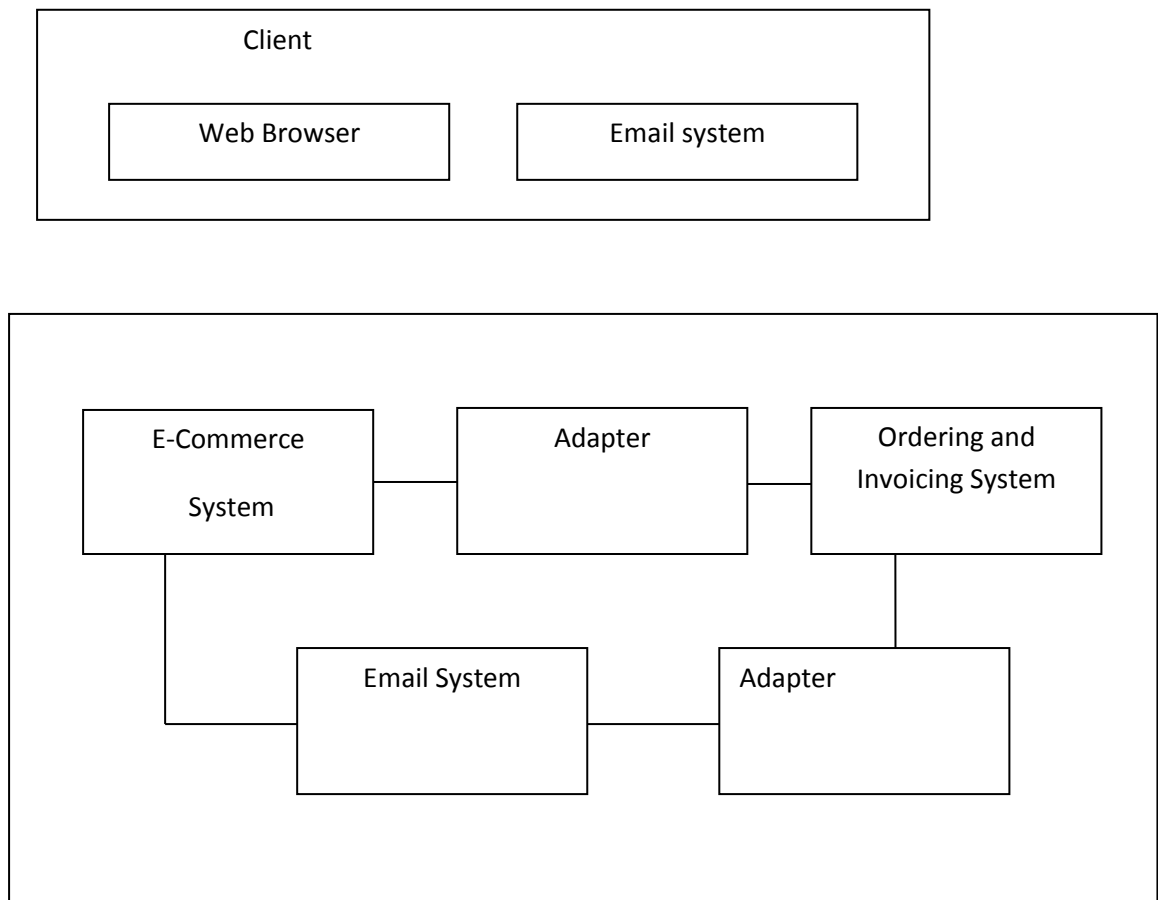 Client
Web Browser
Email system
E-Commerce
System
Adapter
Ordering and
Invoicing System
Email System
Adapter